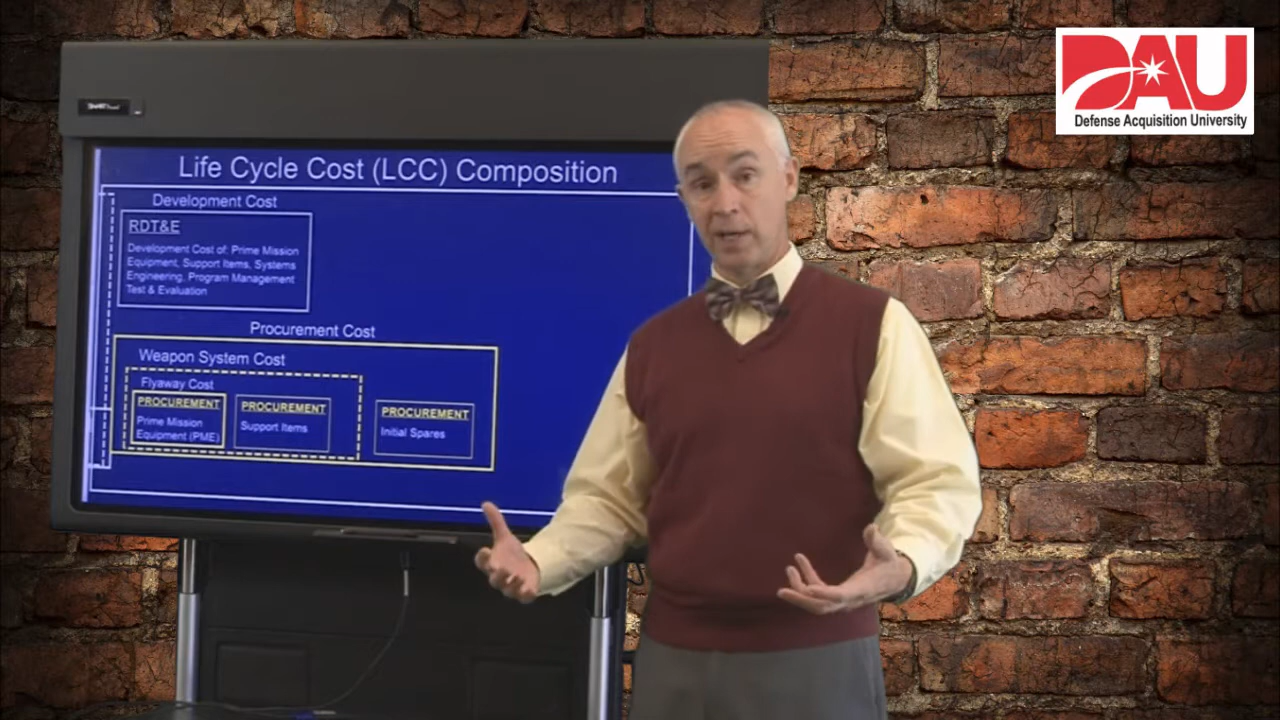 DAU
Defense Acquisition University
SMART
Life Cycle Cost (LCC) Composition
Development Cost
RDT&E
Development Cost of: Prime Mission
Equipment, Support Items, Systems
Engineering, Program Management
Test & Evaluation
Procurement Cost
Weapon System Cost
Flyaway Cost
PROCUREMENT
Prime Mission
Equipment (PME)
PROCUREMENT
Support Items
PROCUREMENT
Initial Spares